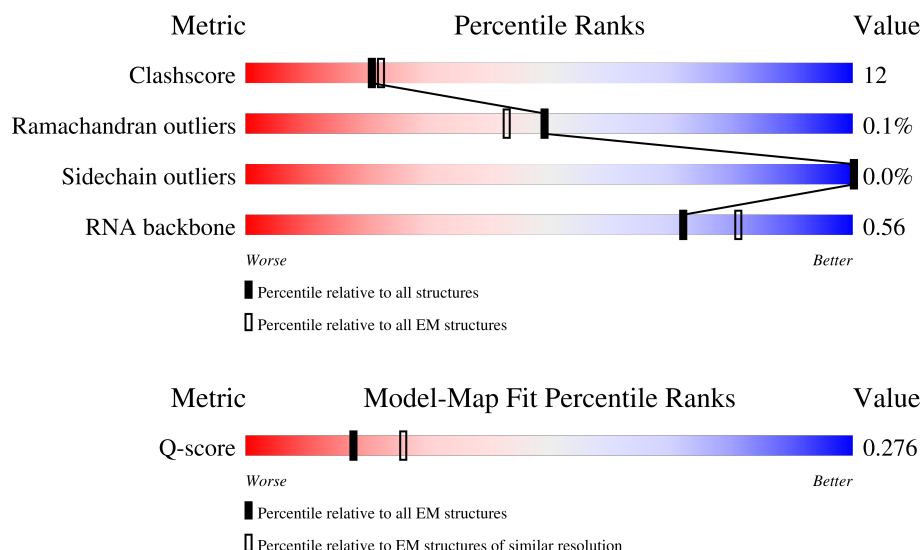 Metric Percentile Ranks Value
Clashscore 12
Ramachandran outliers 0.1%
Sidechain outliers 0.0%
RNA backbone 0.56
Worse Better
Percentile relative to all structures
Percentile relative to all EM structures
Metric Model-Map Fit Percentile Ranks Value
Q-score 0.276
Worse Better
Percentile relative to all EM structures
Percentile relative to EM structures of similar resolution